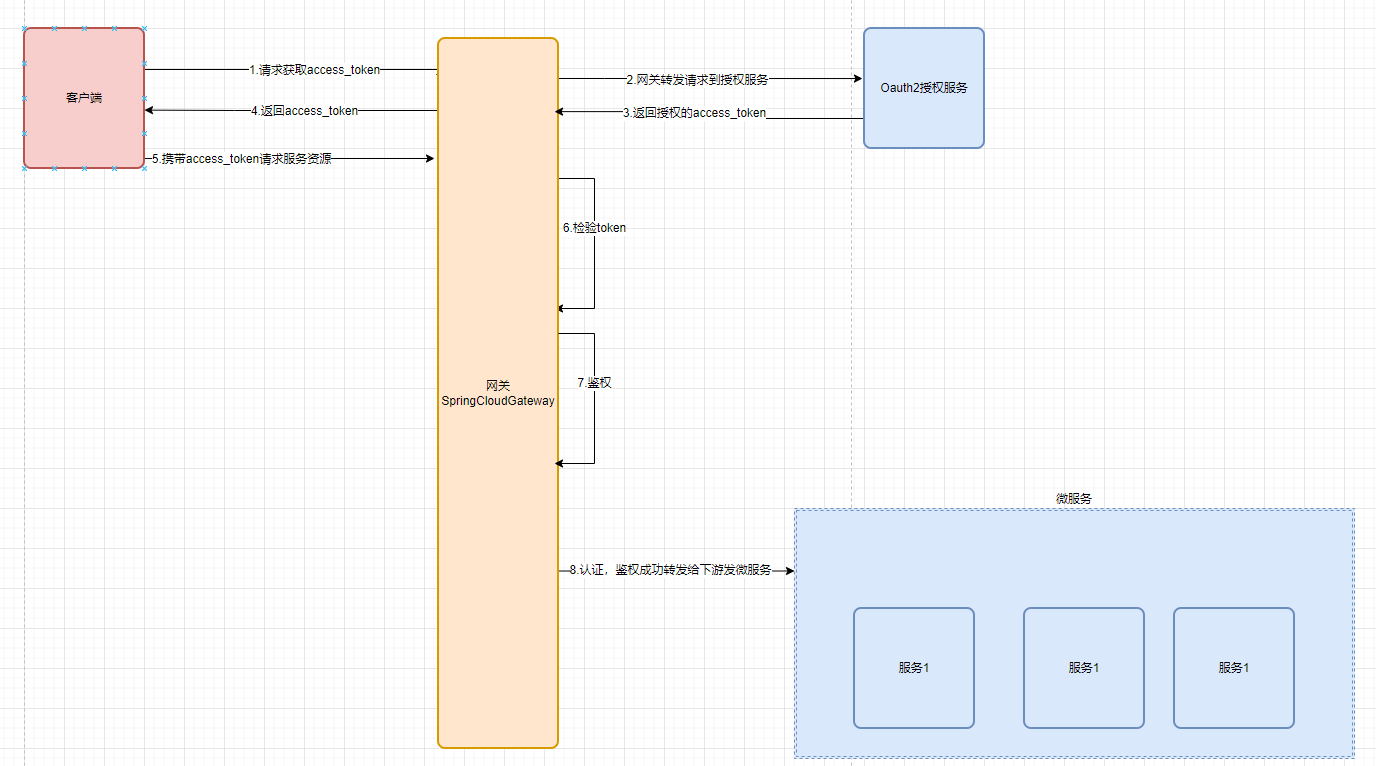 客户端
1.请求获取access_token
4.返回access_token
5.携带access_token请求服务资源
2.网关转发请求到授权服务
3.返回授权的access_token
Oauth2授权服务
6.检验token
7.鉴权
网关
SpringCloudGateway
8.认证，鉴权成功转发给下游发微服务
微服务
服务1
服务1
服务1